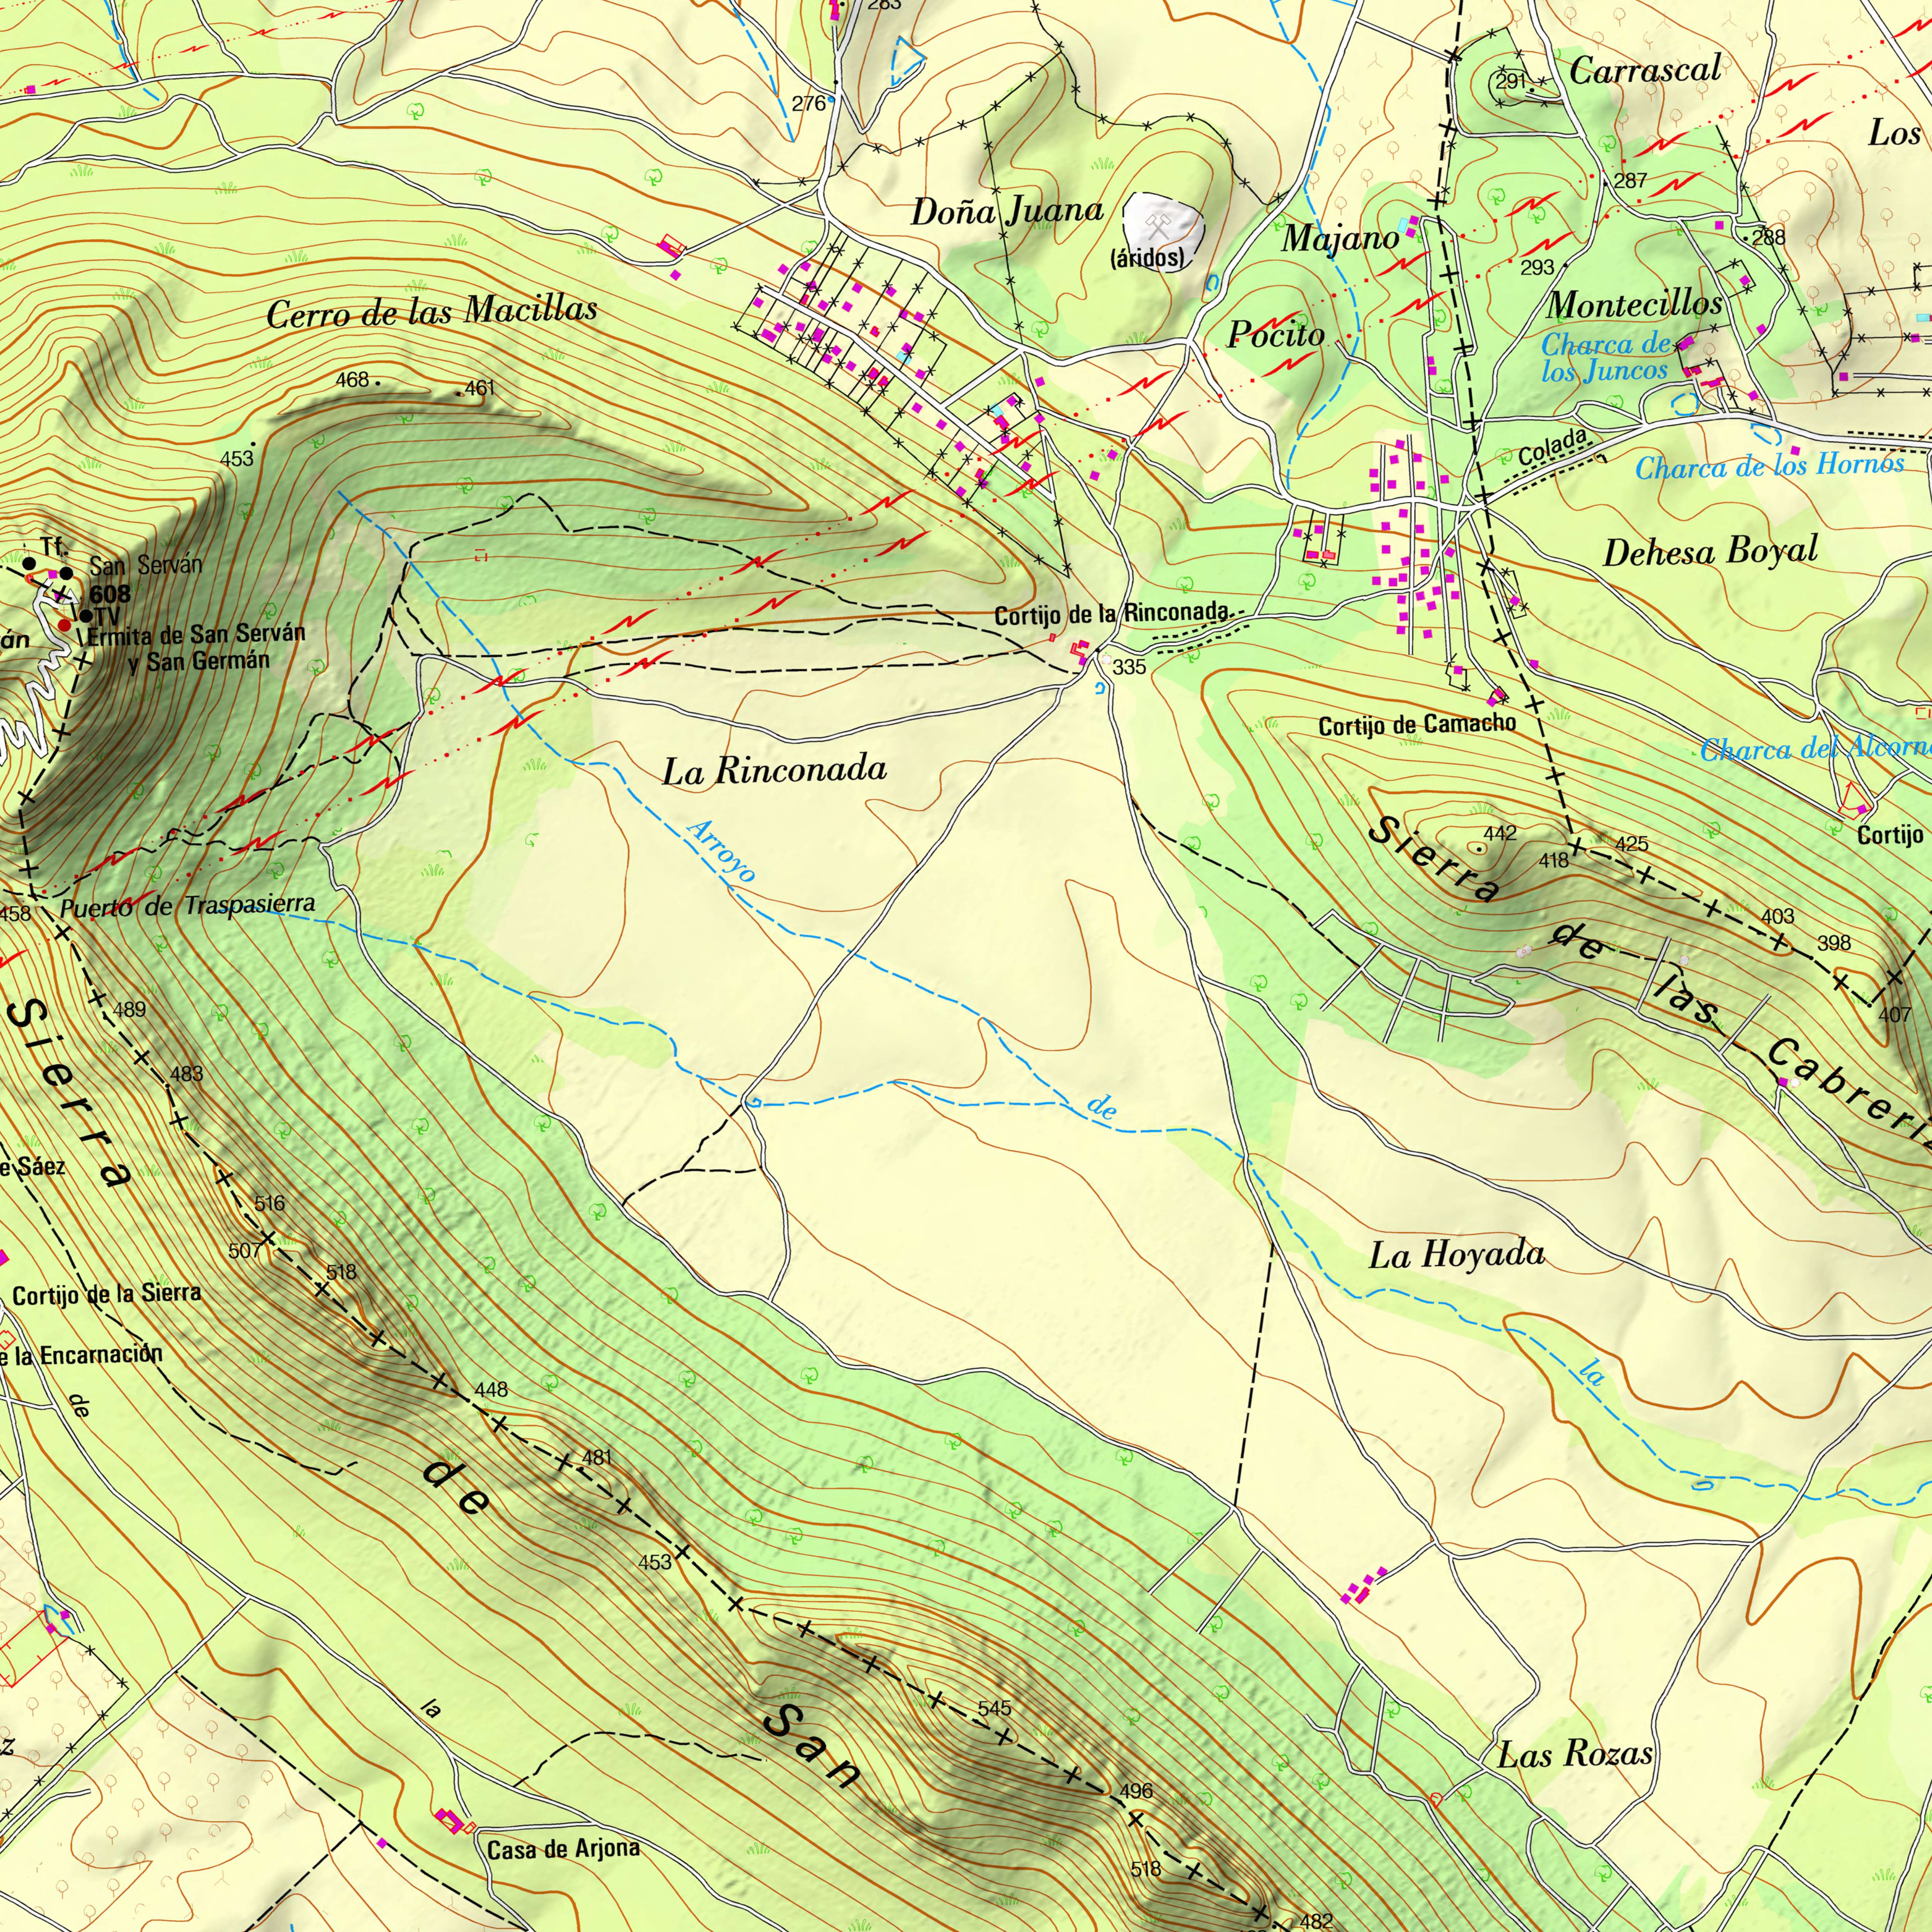 283
Carrascal
291
276
Los
287
Doña Juana
288
Majano
(áridos)
293
Montecillos
Cerro de las Macillas
Pocito
Charca de
los Juncos
468
461
453
Colada
Charca de los Hornos
Tf.
San Serván
608
TV
Dehesa Boyal
Ermita de San Serván
y San Germán
án
Cortijo de la Rinconada
335
Cortijo de Camacho
Charca del Alcorn
La Rinconada
Cortijo
442
425
418
Sierra de las Cabreri
403
398
407
Arroyo de la
458
Puerto de Traspasierra
489
483
Sierra de San
e Sáez
516
507
518
La Hoyada
Cortijo de la Sierra
e la Encarnación
448
de la
481
453
545
Las Rozas
z
496
Casa de Arjona
518
482